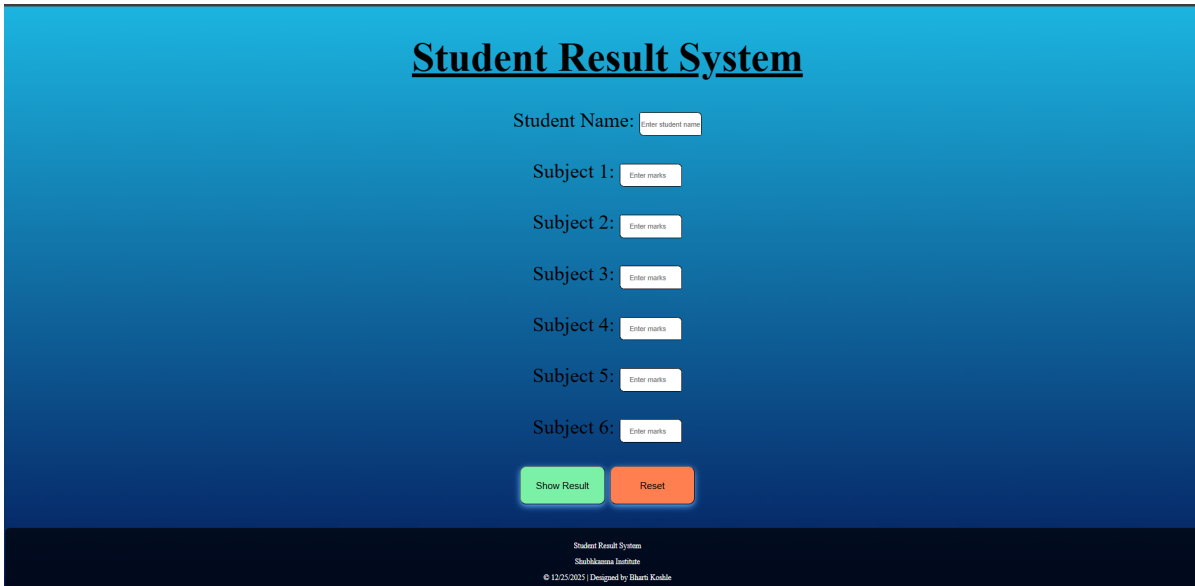 Student Result System
Student Name: Enter student name
Subject 1: Enter marks
Subject 2: Enter marks
Subject 3: Enter marks
Subject 4: Enter marks
Subject 5: Enter marks
Subject 6: Enter marks
Show Result Reset
Student Result System
Shubhkamna Institute
© 12/25/2025 | Designed by Bharti Koshle